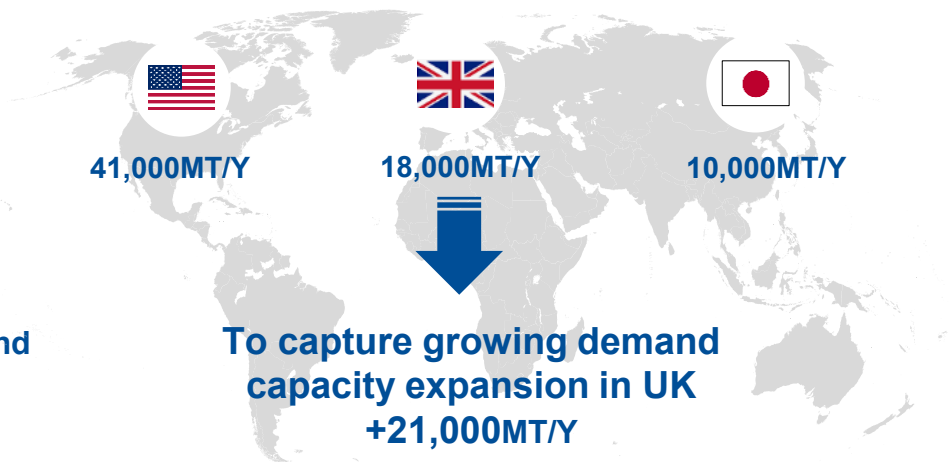 41,000MT/Y
18,000MT/Y
10,000MT/Y
nd
To capture growing demand
capacity expansion in UK
+21,000MT/Y